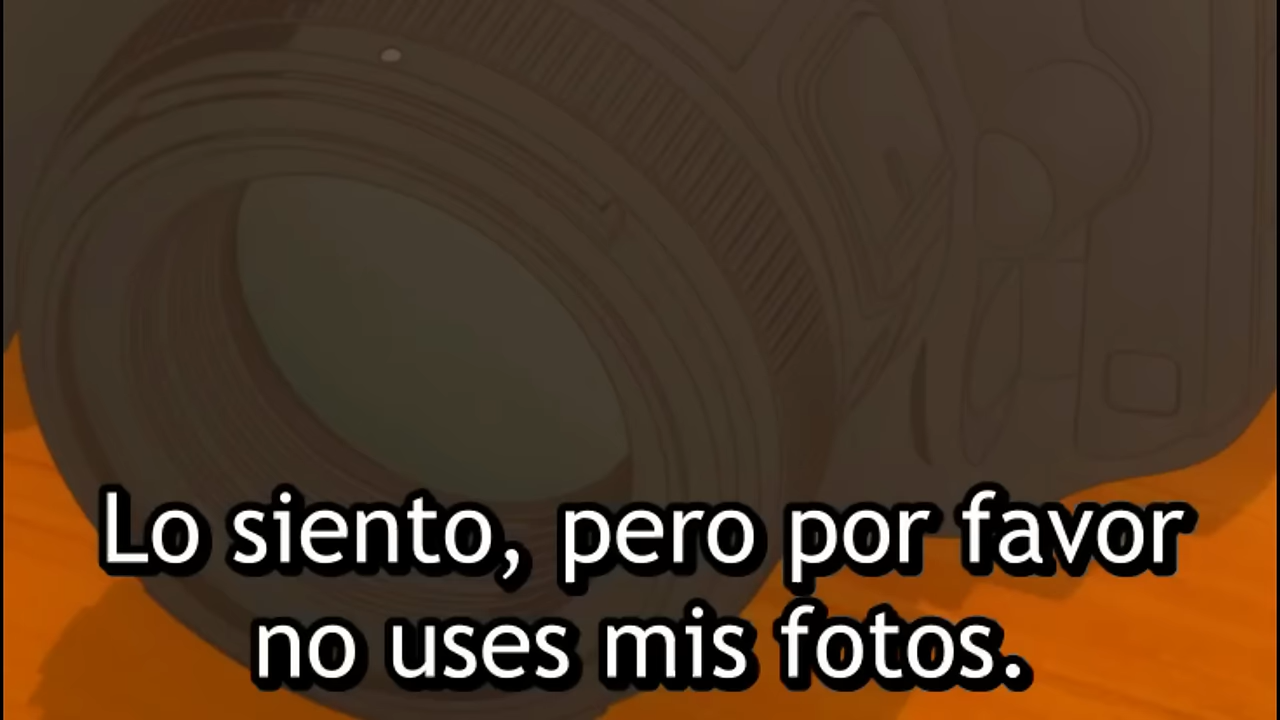 Lo siento, pero por favor
no uses mis fotos.